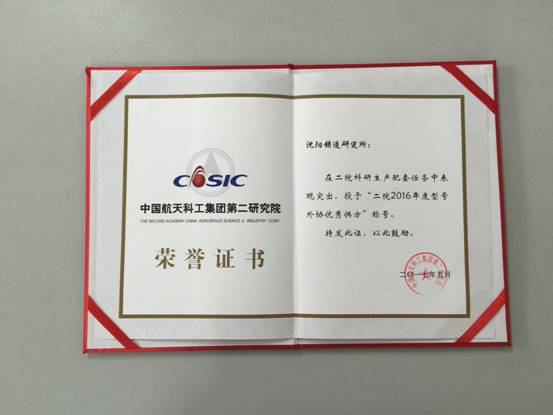 COSIC
中国航天科工集团第二研究院
THE SECOND ACADEMY CHINA AEROSPACE SCIENCE & INDUSTRY CORP
荣誉证书
沈阳铸造研究所：
在二院科研生产配套任务中表
现突出，授予“二院2016年度型号
外协优秀供方”称号。
特发此证，以此鼓励。
二〇一七年五月